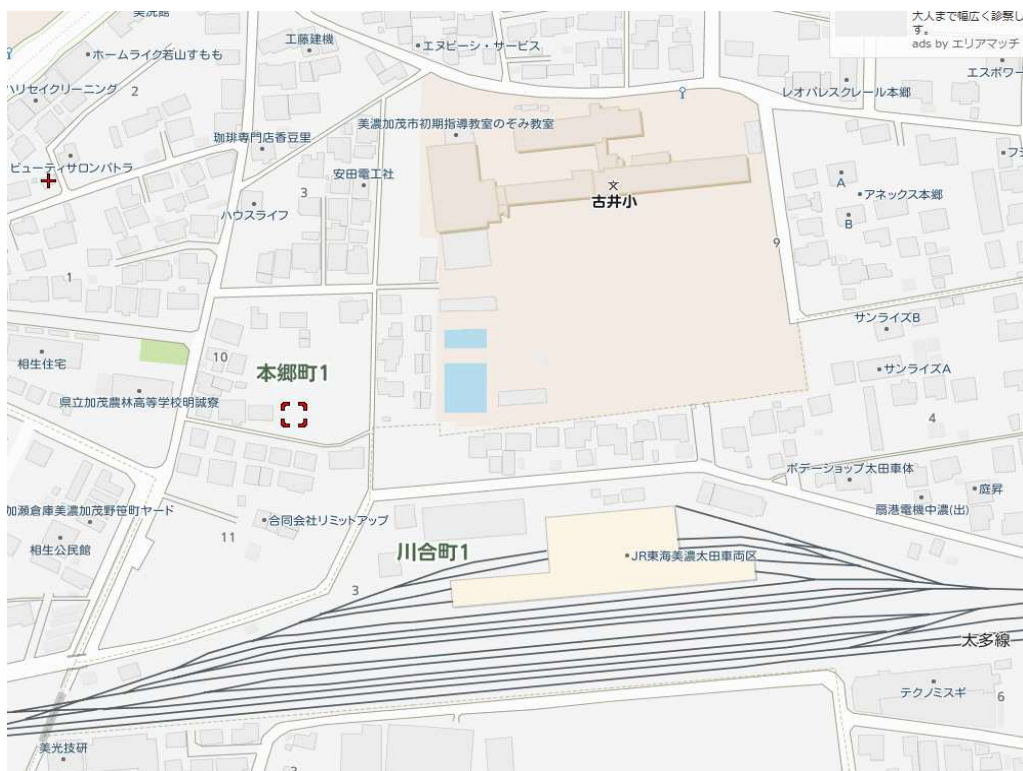 美濃館
大人まで幅広く診察し
す。
ads by エリアマッチ
工藤建機
エヌビーシ・サービス
ホームライク若山すもも
エスポワー
ハリセイクリーニング
2
レオパレスクレール本郷
美濃加茂市初期指導教室のぞみ教室
珈琲専門店香豆里
ビューティサロンパトラ
安田電工社
文
古井小
A
アネックス本郷
B
3
ハウスライフ
9
1
サンライズB
相生住宅
10
本郷町1
サンライズA
県立加茂農林高等学校明誠寮
4
ボデーショップ太田車体
庭昇
扇港電機中濃(出)
加瀬倉庫美濃加茂野笹町ヤード
合同会社リミットアップ
11
相生公民館
川合町1
JR東海美濃太田車両区
3
太多線
テクノミスギ
6
美光技研